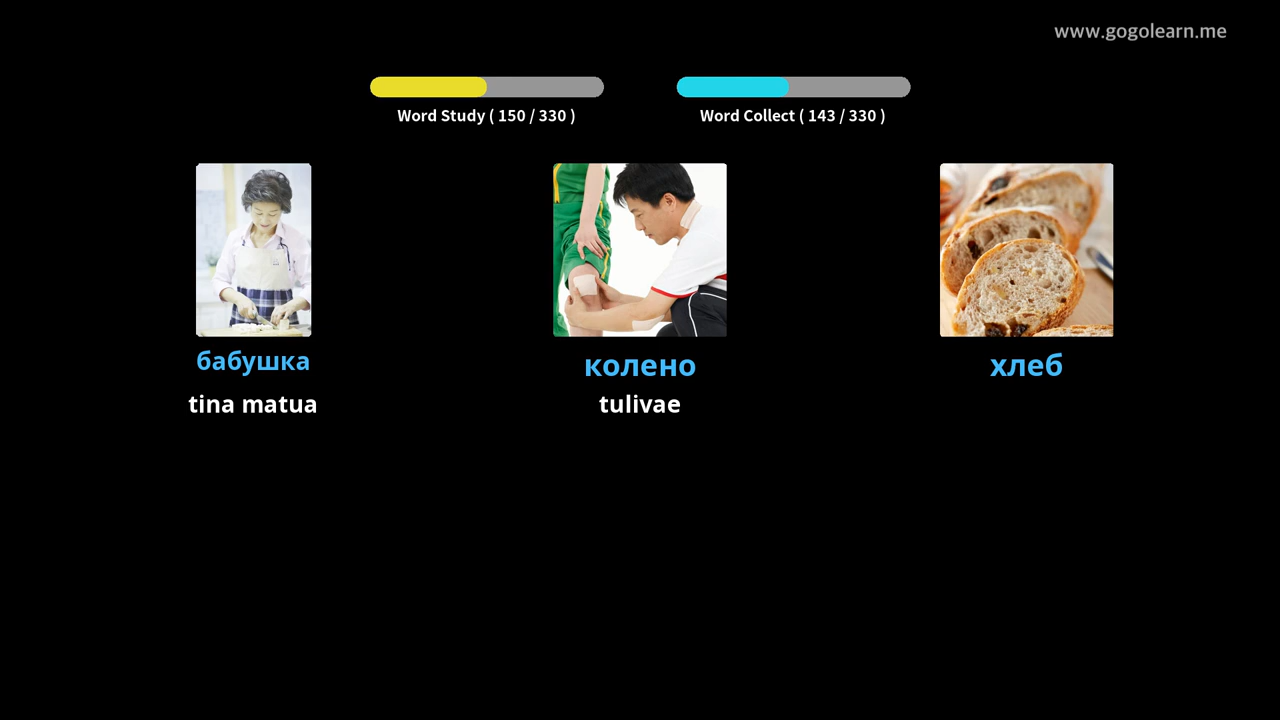 www.gogolearn.me
Word Study ( 150 / 330 )
Word Collect ( 143 / 330 )
бабушка
tina matua
колено
tulivae
хлеб